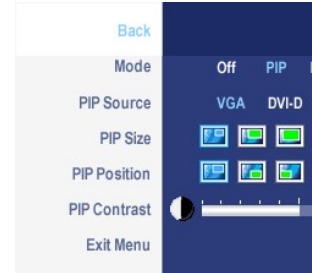 Back
Mode Off PIP
PIP Source VGA DVI-D
PIP Size
PIP Position
PIP Contrast
Exit Menu